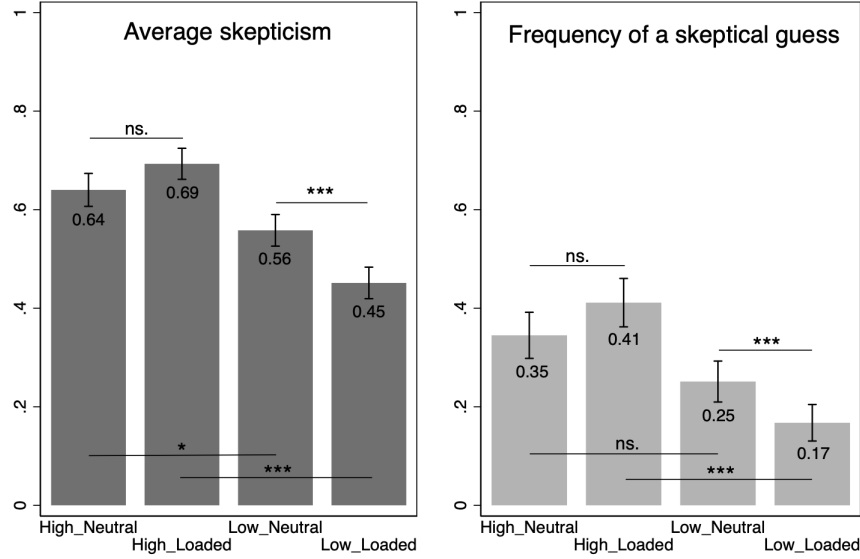 Average skepticism
1
.8
.6
.4
.2
0
ns.
***
0.64
0.69
0.56
0.45
*
***
High_Neutral
High_Loaded
Low_Neutral
Low_Loaded
Frequency of a skeptical guess
1
.8
.6
.4
.2
0
ns.
***
0.35
0.41
0.25
0.17
ns.
***
High_Neutral
High_Loaded
Low_Neutral
Low_Loaded